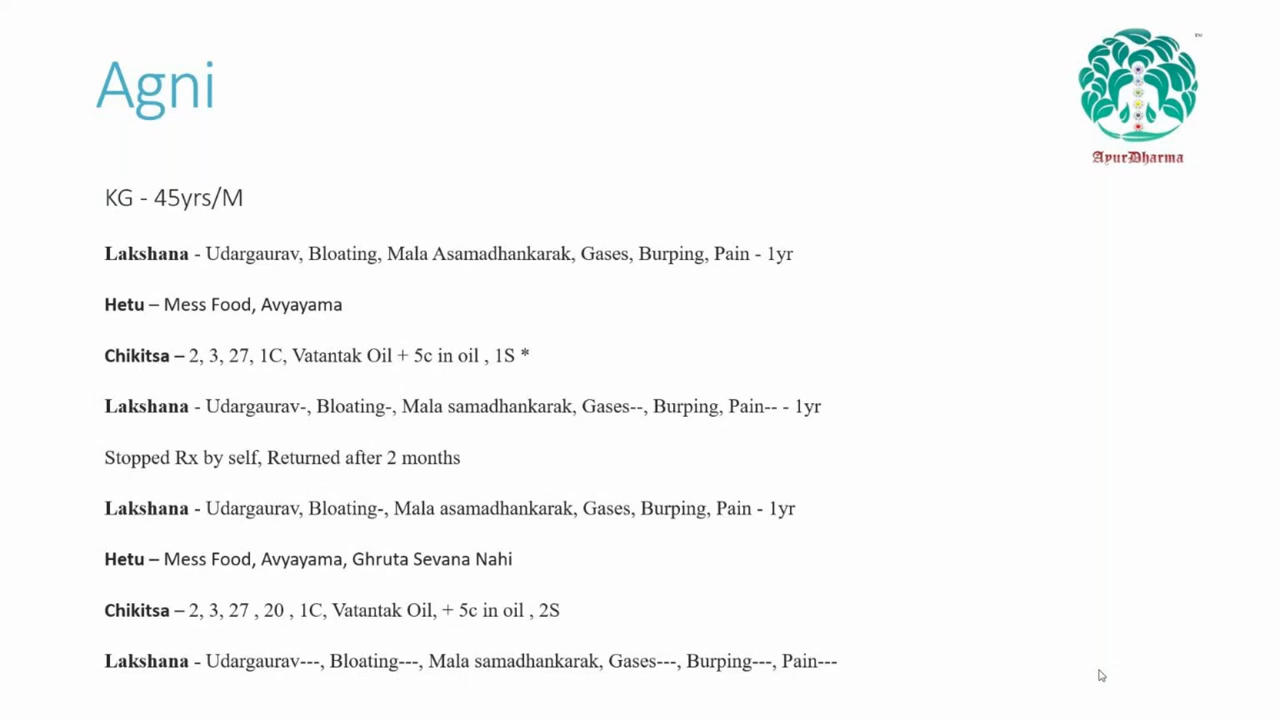 Agni
TM
AyurDharma
KG - 45yrs/M
Lakshana - Udargaurav, Bloating, Mala Asamadhankarak, Gases, Burping, Pain - 1yr
Hetu – Mess Food, Avyayama
Chikitsa – 2, 3, 27, 1C, Vatantak Oil + 5c in oil , 1S *
Lakshana - Udargaurav-, Bloating-, Mala samadhankarak, Gases--, Burping, Pain-- - 1yr
Stopped Rx by self, Returned after 2 months
Lakshana - Udargaurav, Bloating-, Mala asamadhankarak, Gases, Burping, Pain - 1yr
Hetu – Mess Food, Avyayama, Ghruta Sevana Nahi
Chikitsa – 2, 3, 27 , 20 , 1C, Vatantak Oil, + 5c in oil , 2S
Lakshana - Udargaurav---, Bloating---, Mala samadhankarak, Gases---, Burping---, Pain---